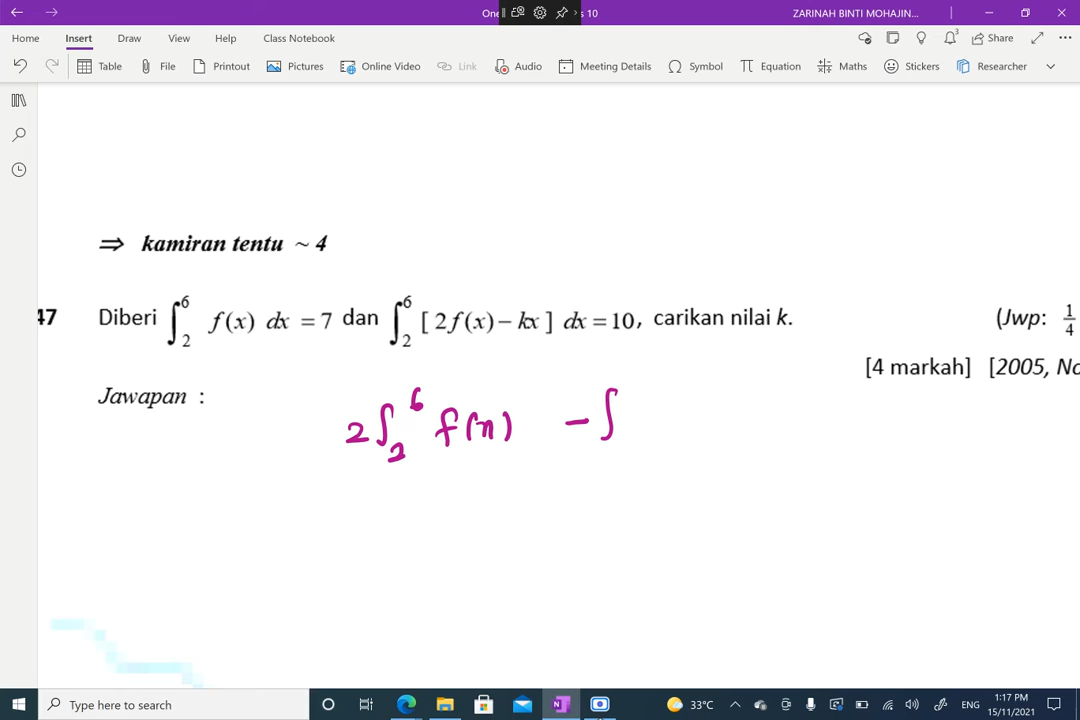 One
10
ZARINAH BINTI MOHAJIN...
Home Insert Draw View Help Class Notebook
Share
Table File Printout Pictures Online Video Link Audio Meeting Details Symbol Equation Maths Stickers Researcher
⇒ kamiran tentu ~ 4
47 Diberi ∫₂⁶ f(x) dx = 7 dan ∫₂⁶ [ 2f(x) – kx ] dx = 10, carikan nilai k. (Jwp: 1/4
[4 markah] [2005, No
Jawapan :
2∫₂⁶ f(x) – ∫
Type here to search
33°C
ENG
1:17 PM
15/11/2021